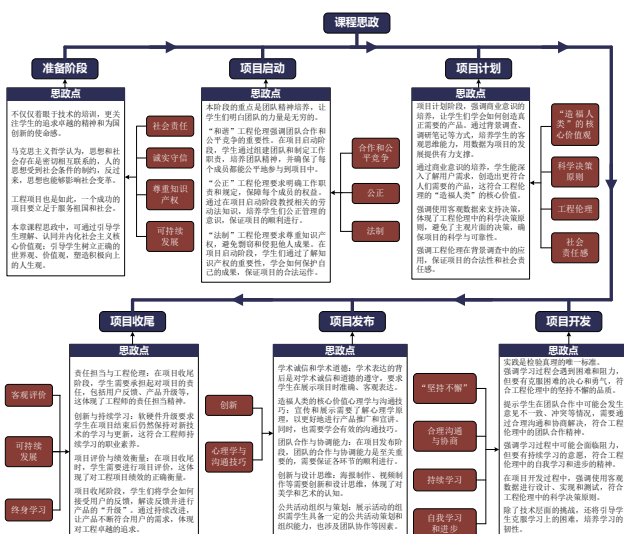 课程思政
准备阶段
项目启动
项目计划
思政点
不仅仅着眼于技术的培训，更关
注学生的追求卓越的精神和为国
创新的使命感。
马克思主义哲学认为，思想和社
会存在是密切相互联系的，人的
思想受到社会条件的制约，反过
来，思想也能够影响社会变革。
工程项目也是如此，一个成功的
项目要立足于服务祖国和社会。
本章课程思政中，可通过引导学
生理解、认同并内化社会主义核
心价值观；引导学生树立正确的
世界观、价值观，塑造积极向上
的人生观。
社会责任
诚实守信
尊重知识
产权
可持续
发展
思政点
本阶段的重点是团队精神培养，让
学生们明白团队的力量是无穷的。
“和谐”工程伦理强调团队合作和
公平竞争的重要性。在项目启动阶
段，学生通过组建团队和制定工作
职责，培养团队精神，并确保了每
个成员都能公平地参与到项目中。
“公正”工程伦理要求明确工作职
责和规定，保障每个成员的权益。
通过在项目启动阶段教授相关的劳
动法知识，培养学生们公正管理的
意识，保证项目的顺利进行。
“法制”工程伦理要求尊重知识产
权，避免剽窃和侵犯他人成果。在
项目启动阶段，学生们通过了解知
识产权的重要性，学会如何保护自
己的成果，保证项目的合法运作。
合作和公
平竞争
公正
法制
思政点
项目计划阶段，强调商业意识的
培养，让学生们学会如何创造真
正需要的产品。通过背景调查、
调研笔记等方式，培养学生的客
观思维能力，用数据为项目的发
展提供有力支撑。
通过商业意识的培养，学生能深
入了解用户需求，创造出更符合
人们需要的产品，这符合工程伦
理的“造福人类”的核心价值。
强调使用客观数据来支持决策，
体现了工程伦理中的科学决策原
则，避免了主观片面的决策，确
保项目的科学与可靠性。
强调工程伦理在背景调查中的应
用，保证项目的合法性和社会责
任感。
“造福人
类”的核
心价值观
科学决策
原则
工程伦理
社会
责任感
项目收尾
项目发布
项目开发
客观评价
可持续
发展
终身学习
思政点
责任担当与工程伦理：在项目收尾
阶段，学生需要承担起对项目的责
任，包括用户反馈、产品升级等，
这体现了工程师的责任担当精神。
创新与持续学习：软硬件升级要求
学生在项目结束后仍然保持对新技
术的学习与更新，这符合工程师持
续学习的职业素养。
项目评价与绩效衡量：在项目收尾
时，学生需要进行项目评价，这体
现了对工程项目绩效的正确衡量。
项目收尾阶段，学生们将学会如何
接受用户的反馈，解读反馈并进行
产品的“升级”。通过持续改进，
让产品不断符合用户的需求，体现
对工程卓越的追求。
创新
心理学与
沟通技巧
思政点
学术诚信和学术道德：学术表达的背
后是对学术诚信和道德的遵守，要求
学生在展示项目时准确、客观表达。
造福人类的核心价值心理学与沟通技
巧：宣传和展示需要了解心理学原
理，以更好地进行产品推广和宣讲。
同时，也需要学会有效的沟通技巧。
团队合作与协调能力：在项目发布阶
段，团队的合作与协调能力是至关重
要的，需要保证各环节的顺利进行。
创新与设计思维：海报制作、视频制
作等需要创新和设计思维，体现了对
美学和艺术的认知。
公共活动组织与策划：展示活动的组
织需要学生具备一定的公共活动策划和
组织能力，也涉及团队协作等因素。
“坚持不懈”
合理沟通
与协商
持续学习
自我学习
和进步
思政点
实践是检验真理的唯一标准。
强调学习过程会遇到困难和阻力，
但要有克服困难的决心和勇气，符
合工程伦理中的坚持不懈的品质。
提示学生在团队合作中可能会发生
意见不一致、冲突等情况，需要通
过合理沟通和协商解决，符合工程
伦理中的团队合作精神。
强调学习过程中可能会面临阻力，
但要有持续学习的意愿，符合工程
伦理中的自我学习和进步的精神。
在项目开发过程中，强调使用客观
数据进行设计、实现和测试，符合
工程伦理中的科学决策原则。
除了技术层面的挑战，还将引导学
生克服学习上的困难，培养学习的
韧性。